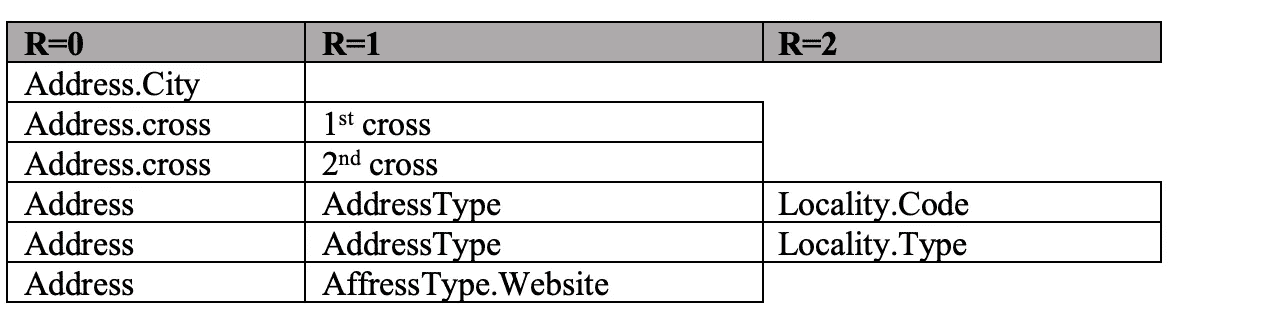 R=0 R=1 R=2
Address.City
Address.cross 1st cross
Address.cross 2nd cross
Address AddressType Locality.Code
Address AddressType Locality.Type
Address AffressType.Website